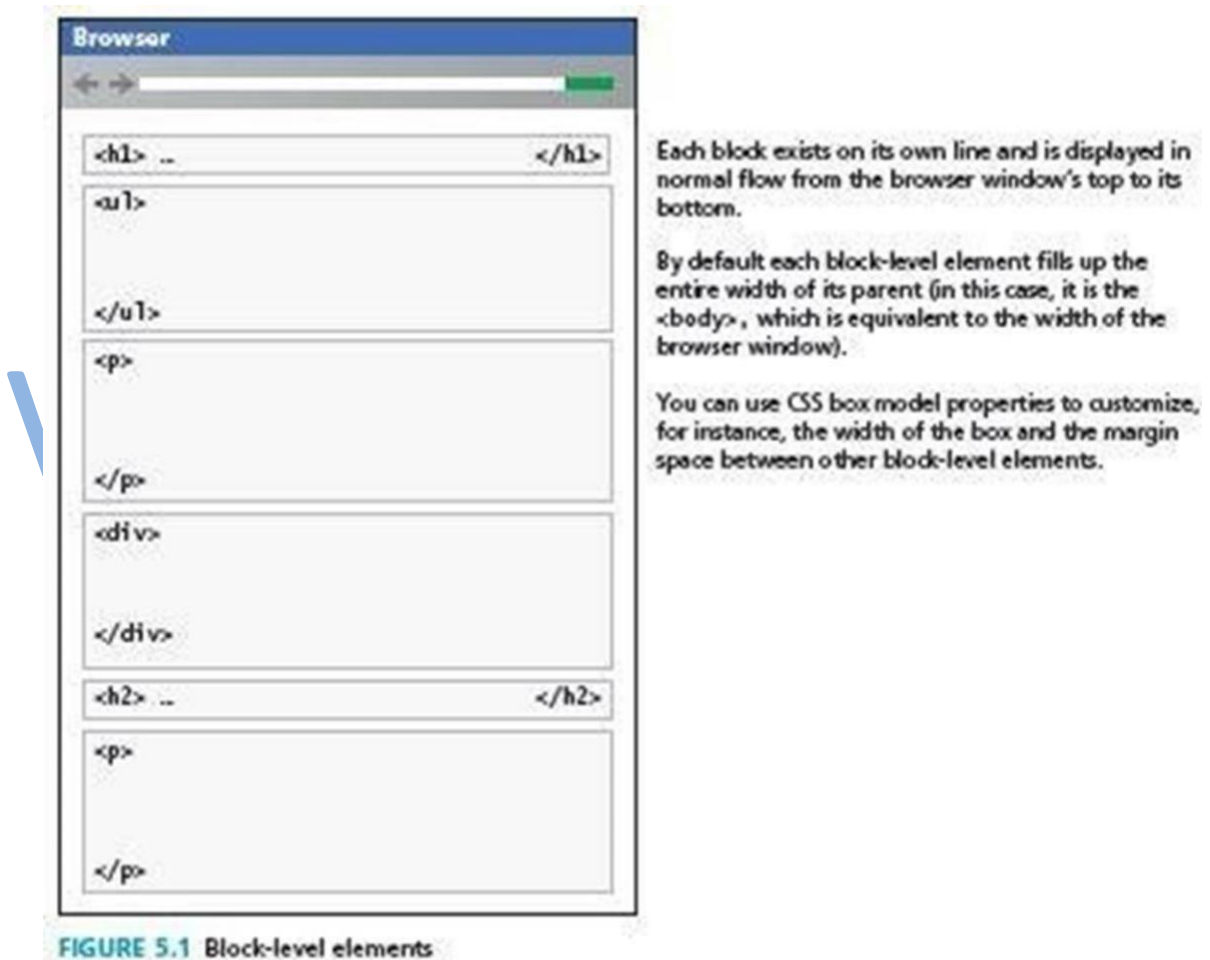 Browser
<h1> … </h1>
<ul>
</ul>
<p>
</p>
<div>
</div>
<h2> … </h2>
<p>
</p>
Each block exists on its own line and is displayed in
normal flow from the browser window's top to its
bottom.
By default each block-level element fills up the
entire width of its parent (in this case, it is the
<body>, which is equivalent to the width of the
browser window).
You can use CSS box model properties to customize,
for instance, the width of the box and the margin
space between other block-level elements.
FIGURE 5.1 Block-level elements